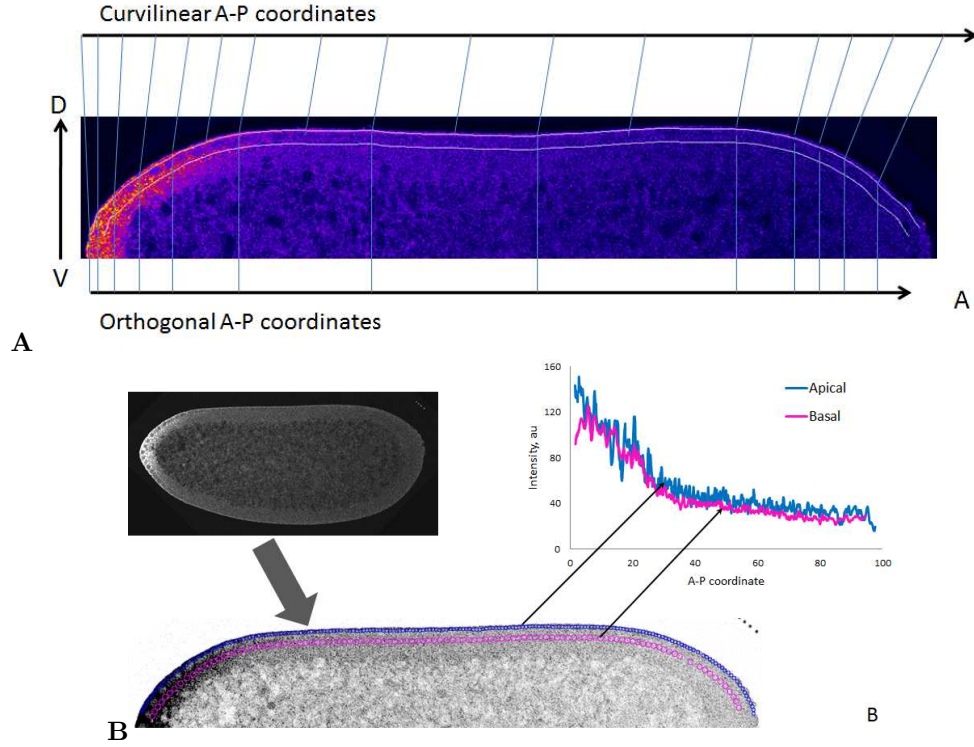 Curvilinear A-P coordinates
D
V
A
Orthogonal A-P coordinates
A
160
120
80
40
0
Intensity, au
Apical
Basal
0 20 40 60 80 100
A-P coordinate
B
B